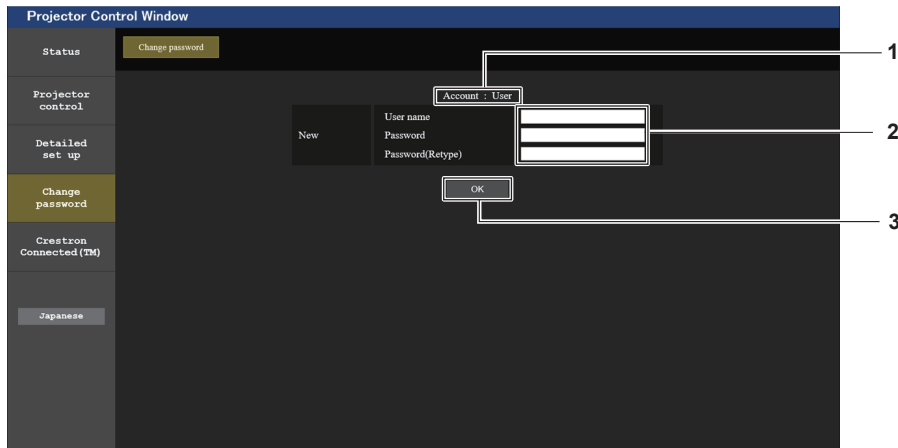 Projector Control Window
Status
Change password
1
Projector
control
Account : User
User name
2
New
Password
Detailed
set up
Password(Retype)
Change
password
OK
3
Crestron
Connected(TM)
Japanese